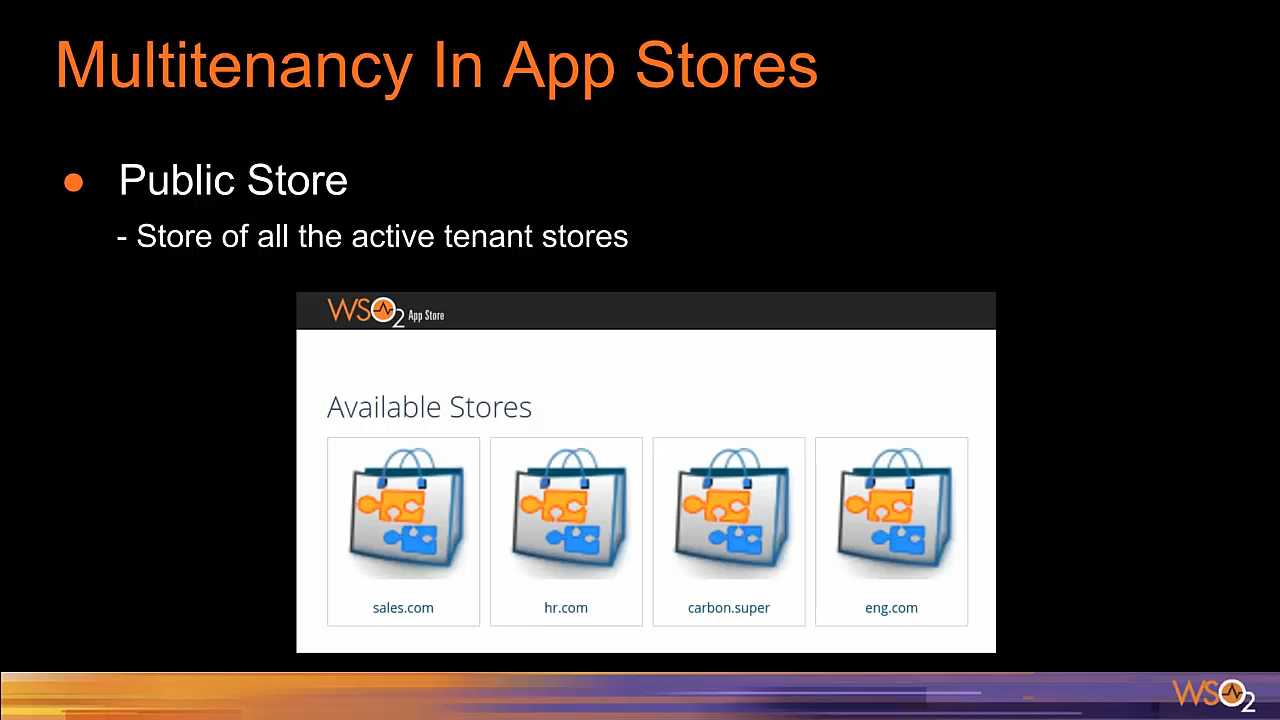 Multitenancy In App Stores
● Public Store
- Store of all the active tenant stores
WSO2 App Store
Available Stores
sales.com
hr.com
carbon.super
eng.com
WSO2